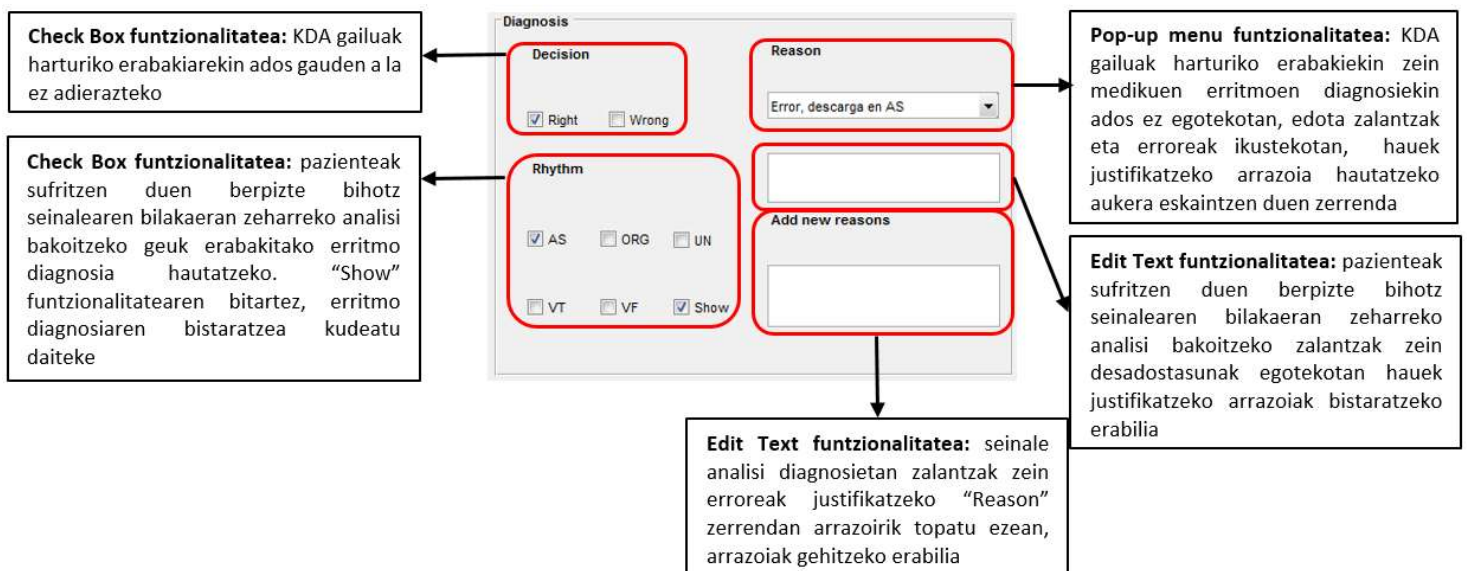 Check Box funtzionalitatea: KDA gailuak
harturiko erabakiarekin ados gauden a la
ez adierazteko
Check Box funtzionalitatea: pazienteak
sufritzen duen berpizte bihotz
seinalearen bilakaeran zeharreko analisi
bakoitzeko geuk erabakitako erritmo
diagnosia hautatzeko. “Show”
funtzionalitatearen bitartez, erritmo
diagnosiaren bistaratzea kudeatu
daiteke
Diagnosis
Decision
Right Wrong
Reason
Error, descarga en AS
Rhythm
AS ORG UN
VT VF Show
Add new reasons
Pop-up menu funtzionalitatea: KDA
gailuak harturiko erabakiekin zein
medikuen erritmoen diagnosiekin
ados ez egotekotan, edota zalantzak
eta erroreak ikustekotan, hauek
justifikatzeko arrazoia hautatzeko
aukera eskaintzen duen zerrenda
Edit Text funtzionalitatea: pazienteak
sufritzen duen berpizte bihotz
seinalearen bilakaeran zeharreko
analisi bakoitzeko zalantzak zein
desadostasunak egotekotan hauek
justifikatzeko arrazoiak bistaratzeko
erabilia
Edit Text funtzionalitatea: seinale
analisi diagnosietan zalantzak zein
erroreak justifikatzeko “Reason”
zerrendan arrazoirik topatu ezean,
arrazoiak gehitzeko erabilia